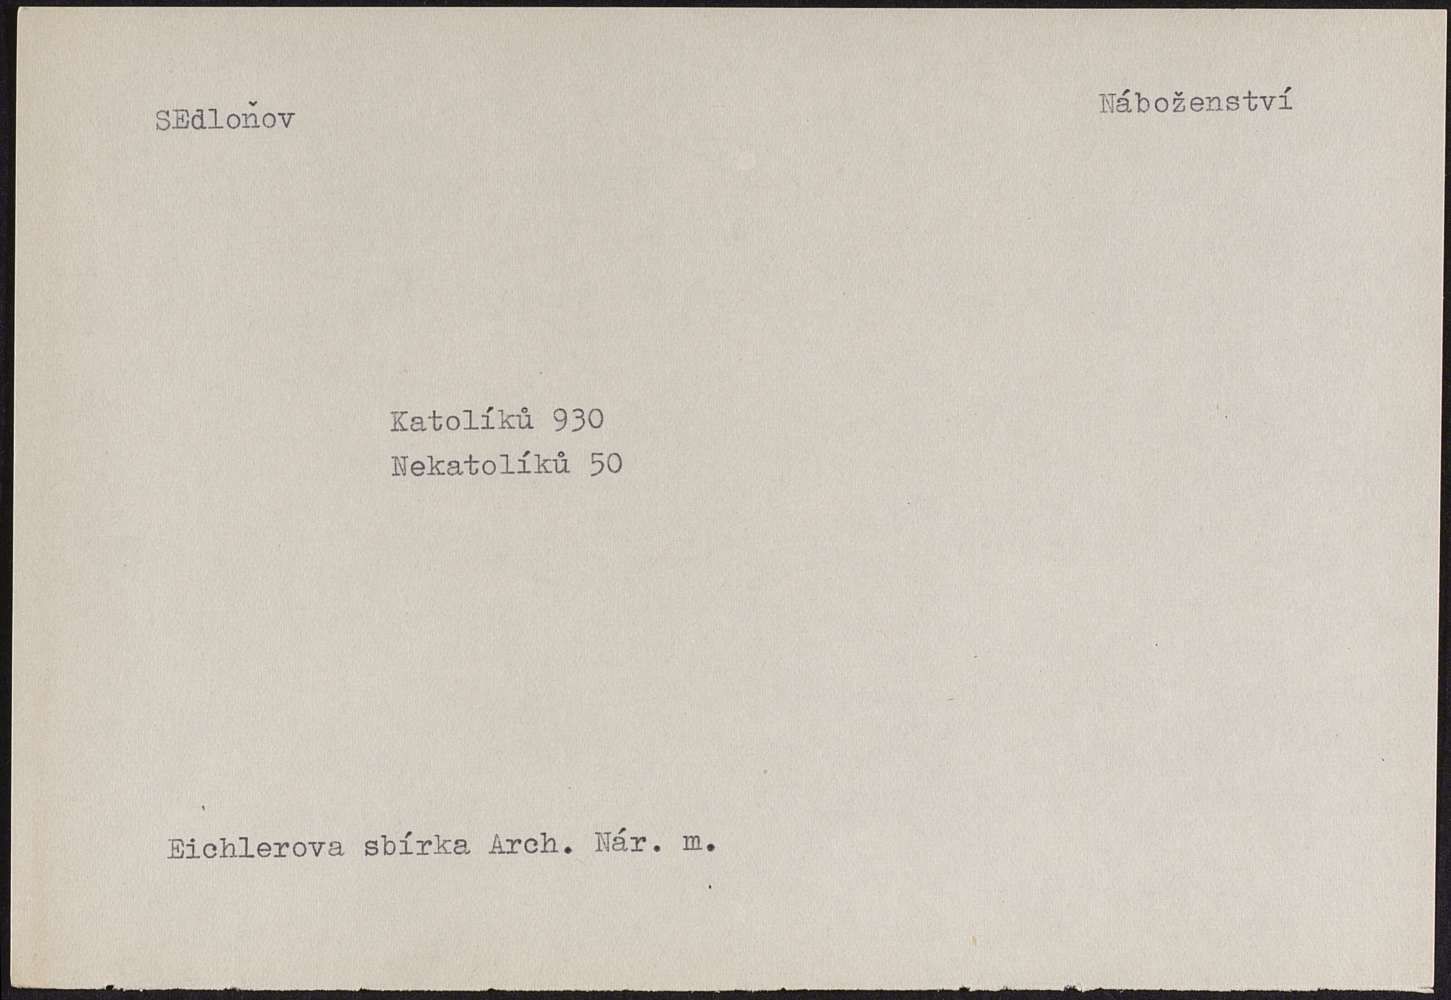 SEdloňov
Náboženství
Katolíků 930
Nekatolíků 50
Eichlerova sbírka Arch. Nár. m.